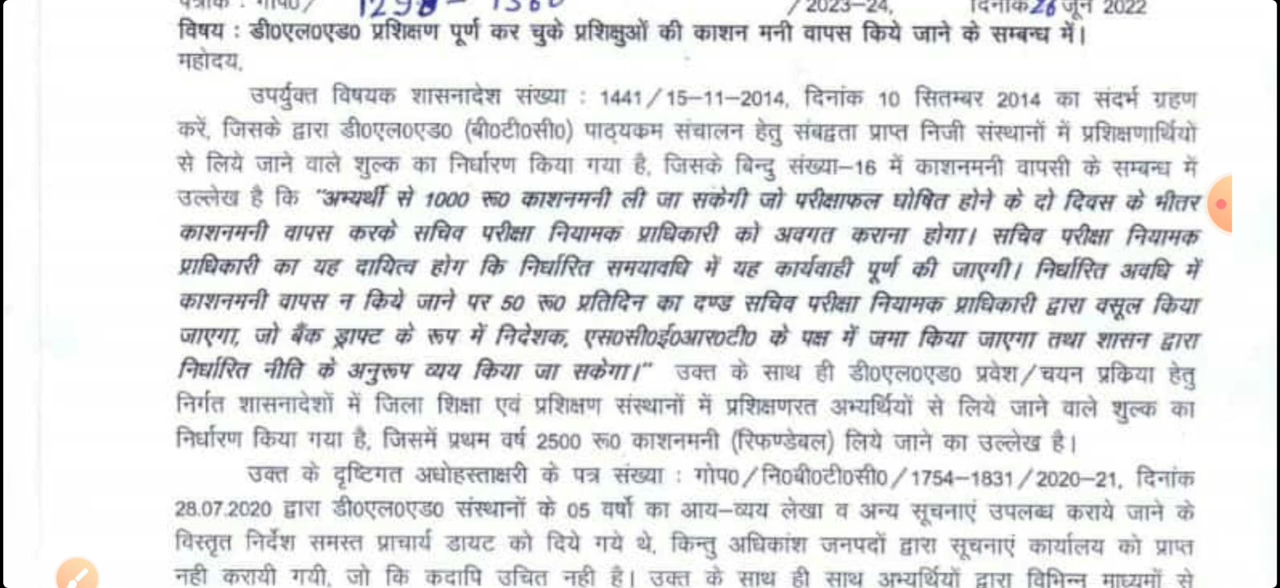 पत्रांक : गोप0/ 1298 - 1360 / 2023-24, दिनांक 26 जून 2022
विषय : डी0एल0एड0 प्रशिक्षण पूर्ण कर चुके प्रशिक्षुओं की काशन मनी वापस किये जाने के सम्बन्ध में।
महोदय,
उपर्युक्त विषयक शासनादेश संख्या : 1441/15-11-2014, दिनांक 10 सितम्बर 2014 का संदर्भ ग्रहण
करें, जिसके द्वारा डी0एल0एड0 (बी0टी0सी0) पाठ्यकम संचालन हेतु संबद्वता प्राप्त निजी संस्थानों में प्रशिक्षणार्थियों
से लिये जाने वाले शुल्क का निर्धारण किया गया है, जिसके बिन्दु संख्या-16 में काशनमनी वापसी के सम्बन्ध में
उल्लेख है कि "अभ्यर्थी से 1000 रू0 काशनमनी ली जा सकेगी जो परीक्षाफल घोषित होने के दो दिवस के भीतर
काशनमनी वापस करके सचिव परीक्षा नियामक प्राधिकारी को अवगत कराना होगा। सचिव परीक्षा नियामक
प्राधिकारी का यह दायित्व होग कि निर्धारित समयावधि में यह कार्यवाही पूर्ण की जाएगी। निर्धारित अवधि में
काशनमनी वापस न किये जाने पर 50 रू0 प्रतिदिन का दण्ड सचिव परीक्षा नियामक प्राधिकारी द्वारा वसूल किया
जाएगा, जो बैंक ड्राफ्ट के रूप में निदेशक, एस0सी0ई0आर0टी0 के पक्ष में जमा किया जाएगा तथा शासन द्वारा
निर्धारित नीति के अनुरूप व्यय किया जा सकेगा।" उक्त के साथ ही डी0एल0एड0 प्रवेश/चयन प्रकिया हेतु
निर्गत शासनादेशों में जिला शिक्षा एवं प्रशिक्षण संस्थानों में प्रशिक्षणरत अभ्यर्थियों से लिये जाने वाले शुल्क का
निर्धारण किया गया है, जिसमें प्रथम वर्ष 2500 रू0 काशनमनी (रिफण्डेबल) लिये जाने का उल्लेख है।
उक्त के दृष्टिगत अधोहस्ताक्षरी के पत्र संख्या : गोप0/नि0बी0टी0सी0/1754-1831/2020-21, दिनांक
28.07.2020 द्वारा डी0एल0एड0 संस्थानों के 05 वर्षो का आय-व्यय लेखा व अन्य सूचनाएं उपलब्ध कराये जाने के
विस्तृत निर्देश समस्त प्राचार्य डायट को दिये गये थे, किन्तु अधिकांश जनपदों द्वारा सूचनाएं कार्यालय को प्राप्त
नही करायी गयी, जो कि कदापि उचित नही है। उक्त के साथ ही साथ अभ्यर्थियों द्वारा विभिन्न माध्यमों से